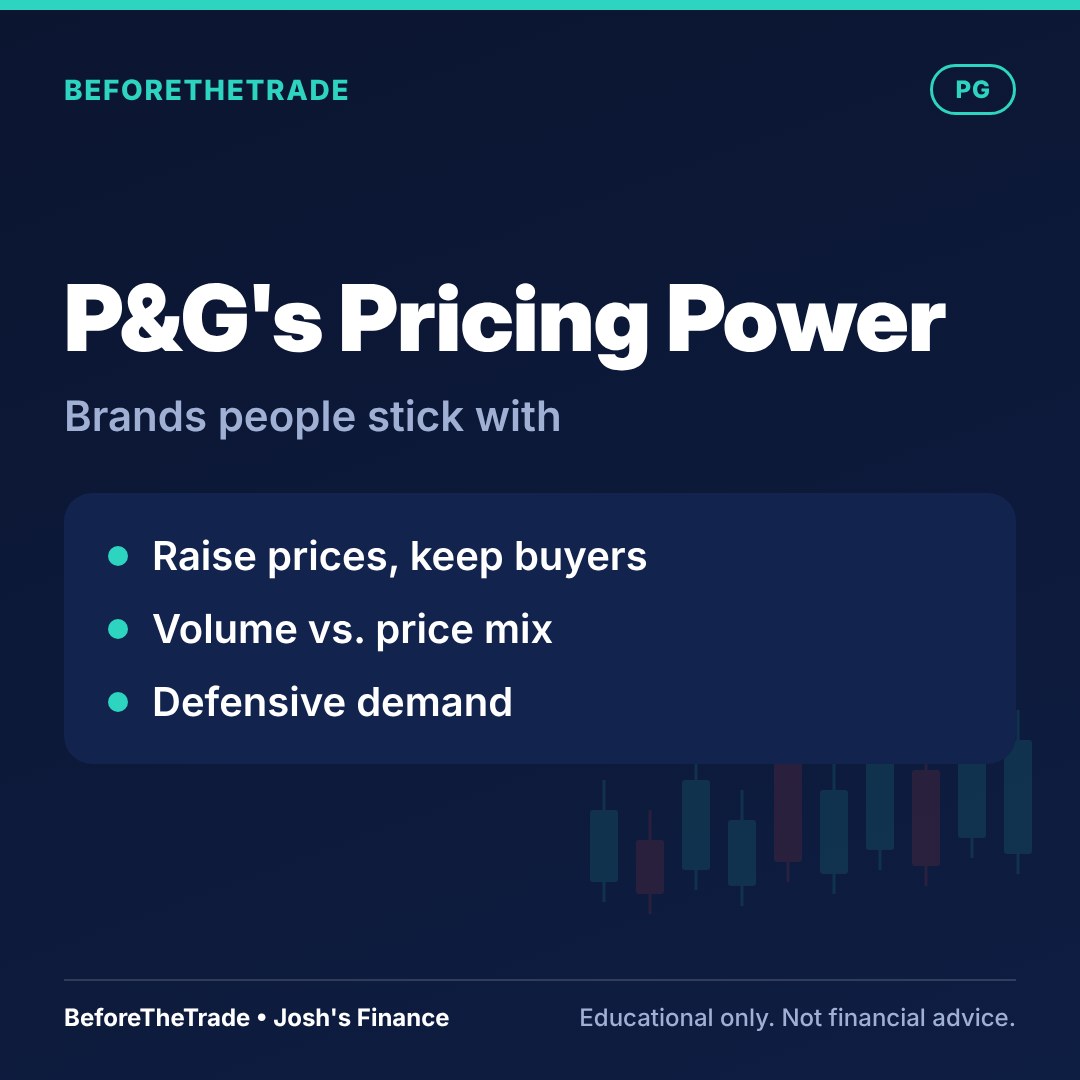 BEFORETHETRADE
PG
P&G's Pricing Power
Brands people stick with
Raise prices, keep buyers
Volume vs. price mix
Defensive demand
BeforeTheTrade • Josh's Finance
Educational only. Not financial advice.